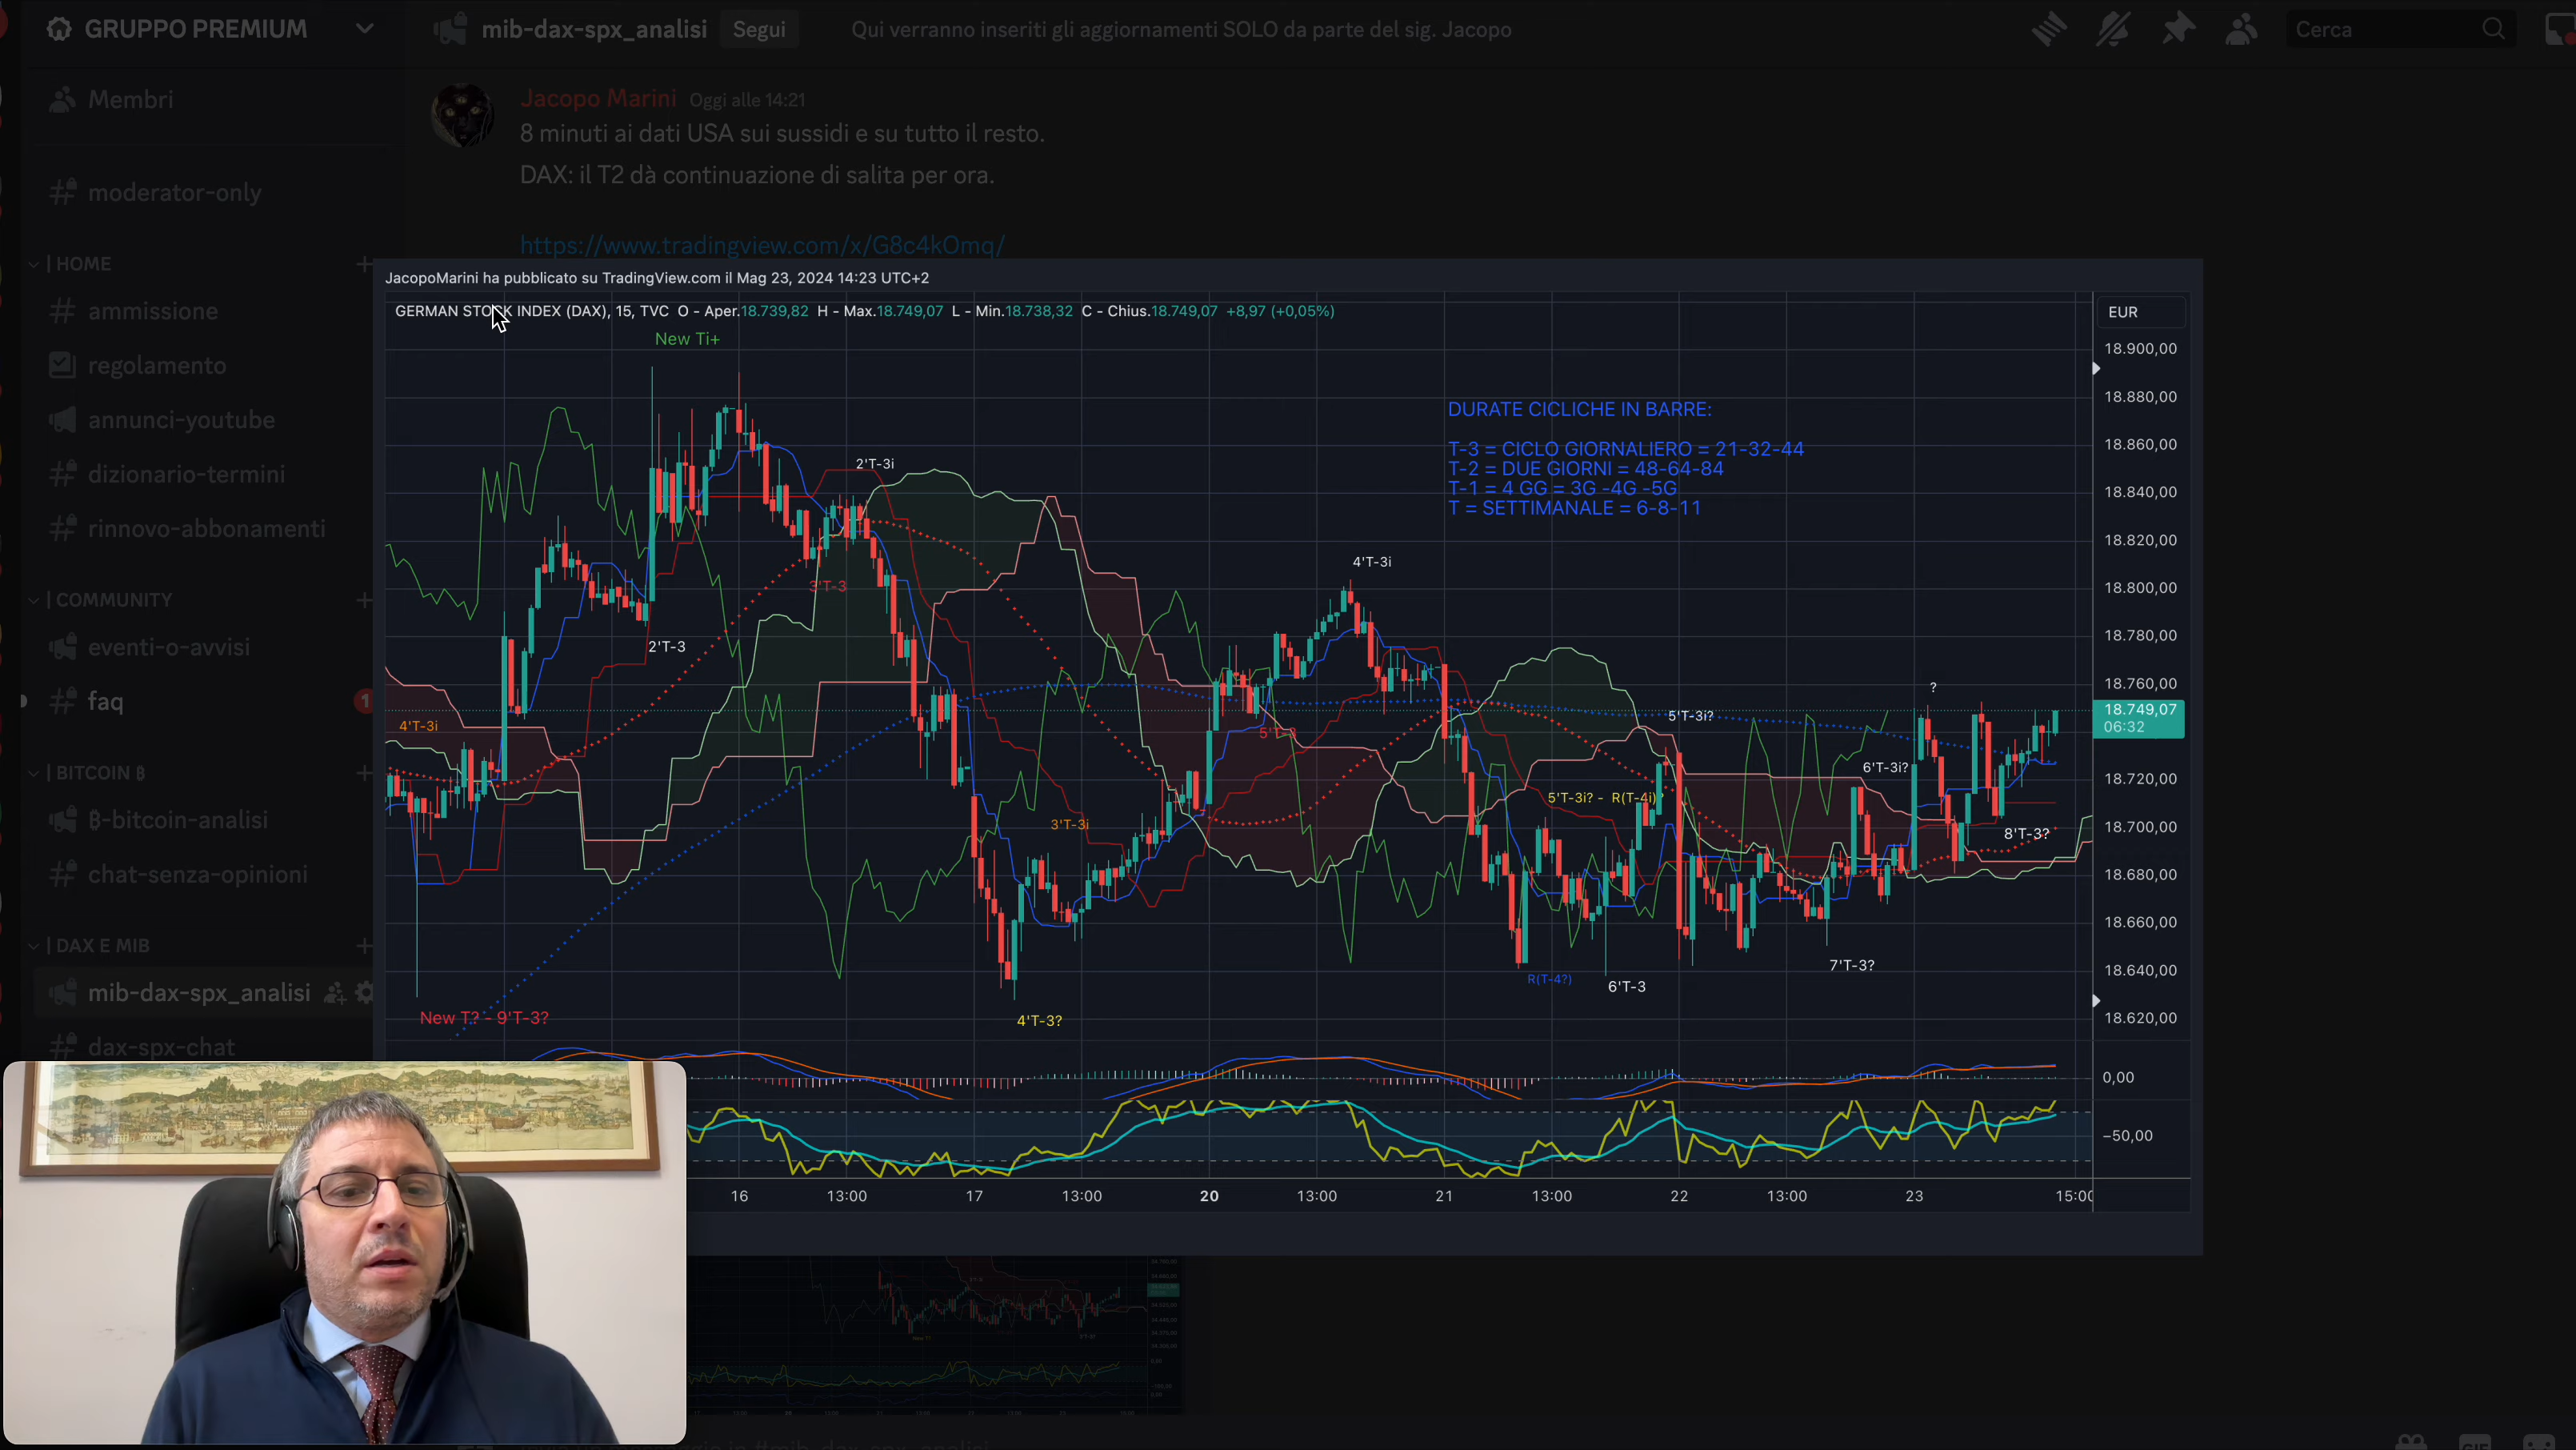 GRUPPO PREMIUM
mib-dax-spx_analisi
Segui
Qui verranno inseriti gli aggiornamenti SOLO da parte del sig. Jacopo
Cerca
Membri
moderator-only
| HOME
ammissione
regolamento
annunci-youtube
dizionario-termini
rinnovo-abbonamenti
| COMMUNITY
eventi-o-avvisi
faq
1
| BITCOIN ₿
₿-bitcoin-analisi
chat-senza-opinioni
| DAX E MIB
mib-dax-spx_analisi
dax-spx-chat
Jacopo Marini Oggi alle 14:21
8 minuti ai dati USA sui sussidi e su tutto il resto.
DAX: il T2 dà continuazione di salita per ora.
https://www.tradingview.com/x/G8c4kOmq/
JacopoMarini ha pubblicato su TradingView.com il Mag 23, 2024 14:23 UTC+2
GERMAN STOCK INDEX (DAX), 15, TVC O - Aper.18.739,82 H - Max.18.749,07 L - Min.18.738,32 C - Chius.18.749,07 +8,97 (+0,05%)
EUR
New Ti+
DURATE CICLICHE IN BARRE:
T-3 = CICLO GIORNALIERO = 21-32-44
T-2 = DUE GIORNI = 48-64-84
T-1 = 4 GG = 3G -4G -5G
T = SETTIMANALE = 6-8-11
2'T-3i
3'T-3
2'T-3
4'T-3i
4'T-3i
5'T-3
3'T-3i
5'T-3i?
?
6'T-3i?
5'T-3i? - R(T-4i)?
8'T-3?
7'T-3?
R(T-4?)
6'T-3
New T? - 9'T-3?
4'T-3?
18.900,00
18.880,00
18.860,00
18.840,00
18.820,00
18.800,00
18.780,00
18.760,00
18.749,07
06:32
18.720,00
18.700,00
18.680,00
18.660,00
18.640,00
18.620,00
0,00
−50,00
16 13:00 17 13:00 20 13:00 21 13:00 22 13:00 23 15:00